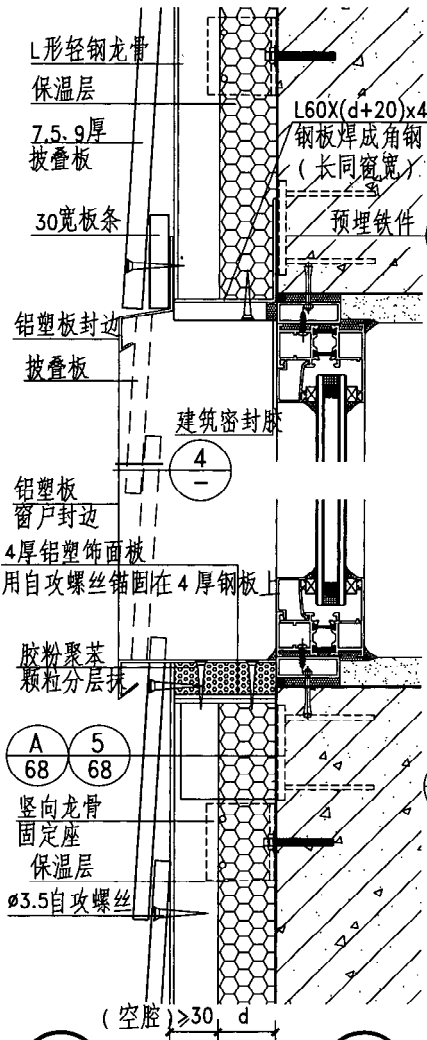 L形轻钢龙骨
保温层
L60X(d+20)x4
7.5、9厚
钢板焊成角钢
披叠板
(长同窗宽)
30宽板条
预埋铁件
铝塑板封边
披叠板
建筑密封胶
4
-
铝塑板
窗户封边
4厚铝塑饰面板
用自攻螺丝锚固在4厚钢板上
胶粉聚苯
颗粒分层抹
A
68
5
68
竖向龙骨
固定座
保温层
ø3.5自攻螺丝
(空腔)≥30 d